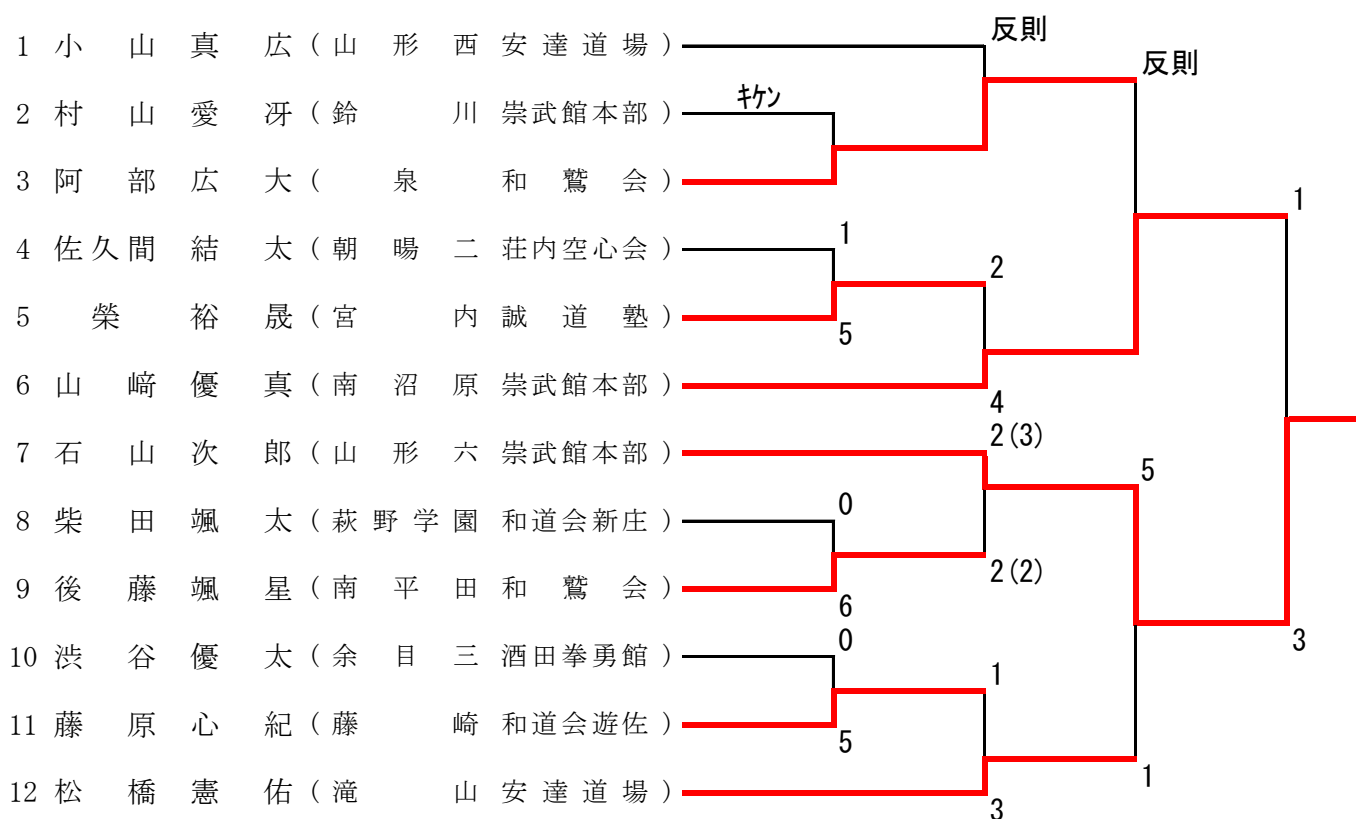 反則
1 小山真広(山形西安達道場)
反則
キケン
2 村山愛冴(鈴川崇武館本部)
3 阿部広大(泉和鷲会)
1
1
4 佐久間結太(朝暘二荘内空心会)
2
5 榮裕晟(宮内誠道塾)
5
6 山﨑優真(南沼原崇武館本部)
4
2(3)
7 石山次郎(山形六崇武館本部)
5
0
8 柴田颯太(萩野学園和道会新庄)
2(2)
9 後藤颯星(南平田和鷲会)
6
0
3
10 渋谷優太(余目三酒田拳勇館)
1
11 藤原心紀(藤崎和道会遊佐)
5
1
12 松橋憲佑(滝山安達道場)
3